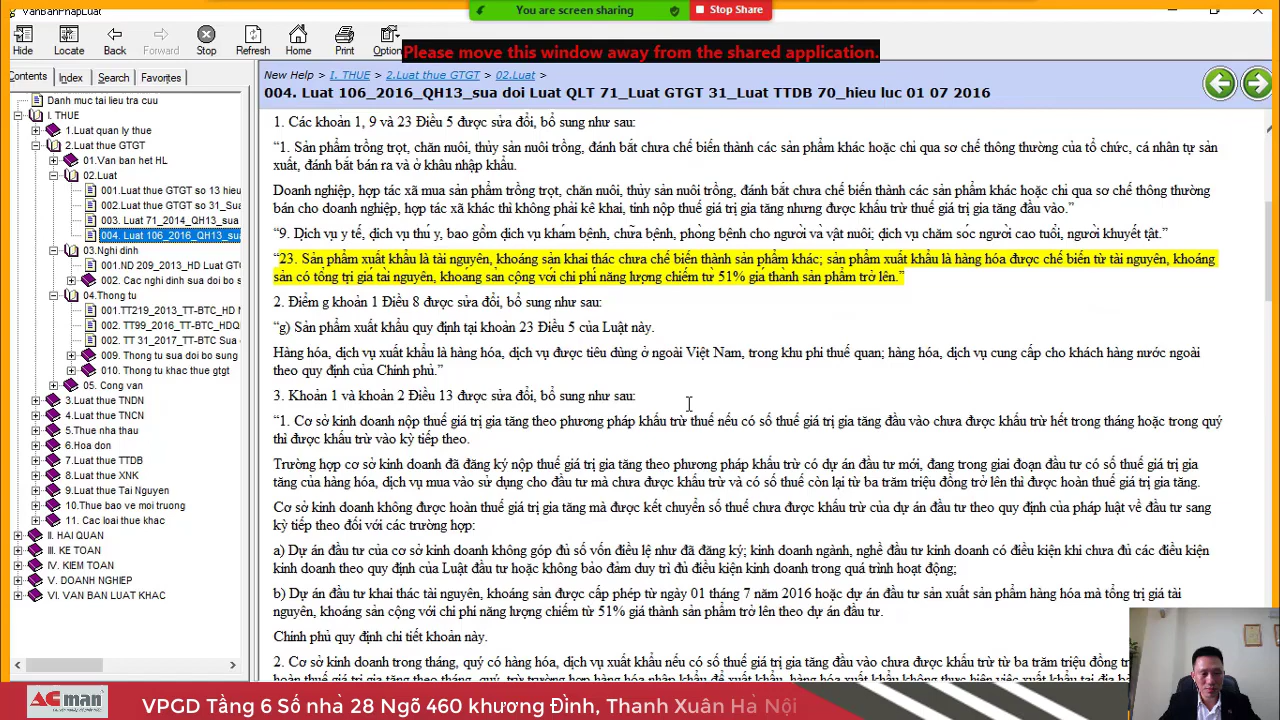 VanBanPhapLuat
You are screen sharing
Stop Share
Hide
Locate
Back
Forward
Stop
Refresh
Home
Print
Options
Please move this window away from the shared application.
Contents
Index
Search
Favorites
New Help > I. THUE > 2.Luat thue GTGT > 02.Luat >
004. Luat 106_2016_QH13_sua doi Luat QLT 71_Luat GTGT 31_Luat TTDB 70_hieu luc 01 07 2016
Danh muc tai lieu tra cuu
I. THUE
1.Luat quan ly thue
2.Luat thue GTGT
01.Van ban het HL
02.Luat
001.Luat thue GTGT so 13 hieu
002.Luat thue GTGT so 31_Sua
003. Luat 71_2014_QH13_sua
004. Luat 106_2016_QH13_su
03.Nghi dinh
001.ND 209_2013_HD Luat T
002. Cac nghi dinh sua doi bo
04.Thong tu
001.TT219_2013_TT-BTC_HD
002. TT99_2016_TT-BTC_HDQ
002. TT 31_2017_TT-BTC Sua
009. Thong tu sua doi bo sung
010. Thong tu khac thue gtgt
05. Cong van
3.Luat thue TNDN
4.Luat thue TNCN
5.Thue nha thau
6.Hoa don
7.Luat thue TTDB
8.Luat thue XNK
9.Luat thue Tai Nguyen
10.Thue bao ve moi truong
11. Cac loai thue khac
II. HAI QUAN
III. KE TOAN
IV. KIEM TOAN
V. DOANH NGHIEP
VI. VAN BAN LUAT KHAC
1. Các khoản 1, 9 và 23 Điều 5 được sửa đổi, bổ sung như sau:
“1. Sản phẩm trồng trọt, chăn nuôi, thủy sản nuôi trồng, đánh bắt chưa chế biến thành các sản phẩm khác hoặc chỉ qua sơ chế thông thường của tổ chức, cá nhân tự sản
xuất, đánh bắt bán ra và ở khâu nhập khẩu.
Doanh nghiệp, hợp tác xã mua sản phẩm trồng trọt, chăn nuôi, thủy sản nuôi trồng, đánh bắt chưa chế biến thành các sản phẩm khác hoặc chỉ qua sơ chế thông thường
bán cho doanh nghiệp, hợp tác xã khác thì không phải kê khai, tính nộp thuế giá trị gia tăng nhưng được khấu trừ thuế giá trị gia tăng đầu vào.”
“9. Dịch vụ y tế, dịch vụ thú y, bao gồm dịch vụ khám bệnh, chữa bệnh, phòng bệnh cho người và vật nuôi; dịch vụ chăm sóc người cao tuổi, người khuyết tật.”
“23. Sản phẩm xuất khẩu là tài nguyên, khoáng sản khai thác chưa chế biến thành sản phẩm khác; sản phẩm xuất khẩu là hàng hóa được chế biến từ tài nguyên, khoáng
sản có tổng trị giá tài nguyên, khoáng sản cộng với chi phí năng lượng chiếm từ 51% giá thành sản phẩm trở lên.”
2. Điểm g khoản 1 Điều 8 được sửa đổi, bổ sung như sau:
“g) Sản phẩm xuất khẩu quy định tại khoản 23 Điều 5 của Luật này.
Hàng hóa, dịch vụ xuất khẩu là hàng hóa, dịch vụ được tiêu dùng ở ngoài Việt Nam, trong khu phi thuế quan; hàng hóa, dịch vụ cung cấp cho khách hàng nước ngoài
theo quy định của Chính phủ.”
3. Khoản 1 và khoản 2 Điều 13 được sửa đổi, bổ sung như sau:
“1. Cơ sở kinh doanh nộp thuế giá trị gia tăng theo phương pháp khấu trừ thuế nếu có số thuế giá trị gia tăng đầu vào chưa được khấu trừ hết trong tháng hoặc trong quý
thì được khấu trừ vào kỳ tiếp theo.
Trường hợp cơ sở kinh doanh đã đăng ký nộp thuế giá trị gia tăng theo phương pháp khấu trừ có dự án đầu tư mới, đang trong giai đoạn đầu tư có số thuế giá trị gia
tăng của hàng hóa, dịch vụ mua vào sử dụng cho đầu tư mà chưa được khấu trừ và có số thuế còn lại từ ba trăm triệu đồng trở lên thì được hoàn thuế giá trị gia tăng.
Cơ sở kinh doanh không được hoàn thuế giá trị gia tăng mà được kết chuyển số thuế chưa được khấu trừ của dự án đầu tư theo quy định của pháp luật về đầu tư sang
kỳ tiếp theo đối với các trường hợp:
a) Dự án đầu tư của cơ sở kinh doanh không góp đủ số vốn điều lệ như đã đăng ký; kinh doanh ngành, nghề đầu tư kinh doanh có điều kiện khi chưa đủ các điều kiện
kinh doanh theo quy định của Luật đầu tư hoặc không bảo đảm duy trì đủ điều kiện kinh doanh trong quá trình hoạt động;
b) Dự án đầu tư khai thác tài nguyên, khoáng sản được cấp phép từ ngày 01 tháng 7 năm 2016 hoặc dự án đầu tư sản xuất sản phẩm hàng hóa mà tổng trị giá tài
nguyên, khoáng sản cộng với chi phí năng lượng chiếm từ 51% giá thành sản phẩm trở lên theo dự án đầu tư.
Chính phủ quy định chi tiết khoản này.
2. Cơ sở kinh doanh trong tháng, quý có hàng hóa, dịch vụ xuất khẩu nếu có số thuế giá trị gia tăng đầu vào chưa được khấu trừ từ ba trăm triệu đồng
ACman
VPGD Tầng 6 Số nhà 28 Ngõ 460 khương Đình, Thanh Xuân Hà Nội